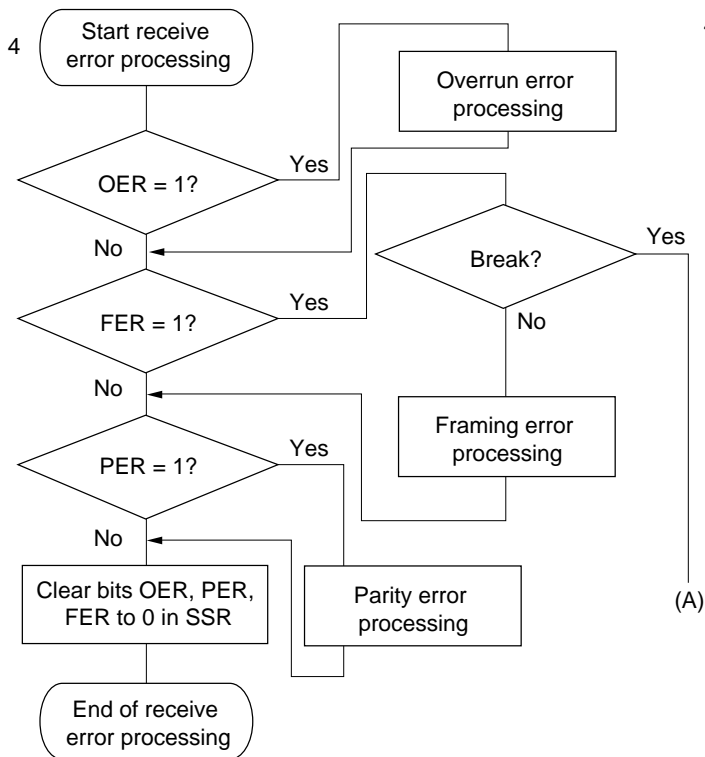 4
Start receive
error processing
Overrun error
processing
Yes
OER = 1?
No
Yes
Break?
Yes
FER = 1?
No
No
Framing error
processing
Yes
PER = 1?
No
Clear bits OER, PER,
FER to 0 in SSR
Parity error
processing
(A)
End of receive
error processing